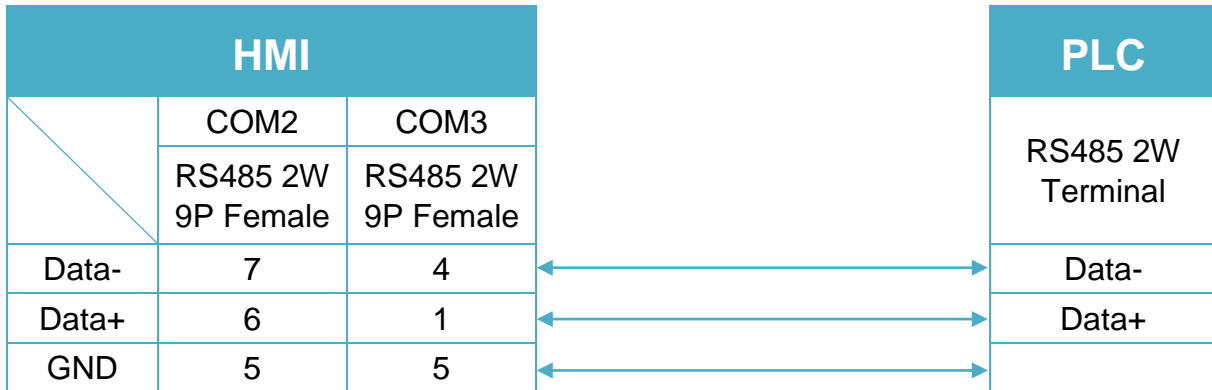 HMI PLC
COM2 COM3
RS485 2W
9P Female
RS485 2W
9P Female
RS485 2W
Terminal
Data- 7 4 Data-
Data+ 6 1 Data+
GND 5 5